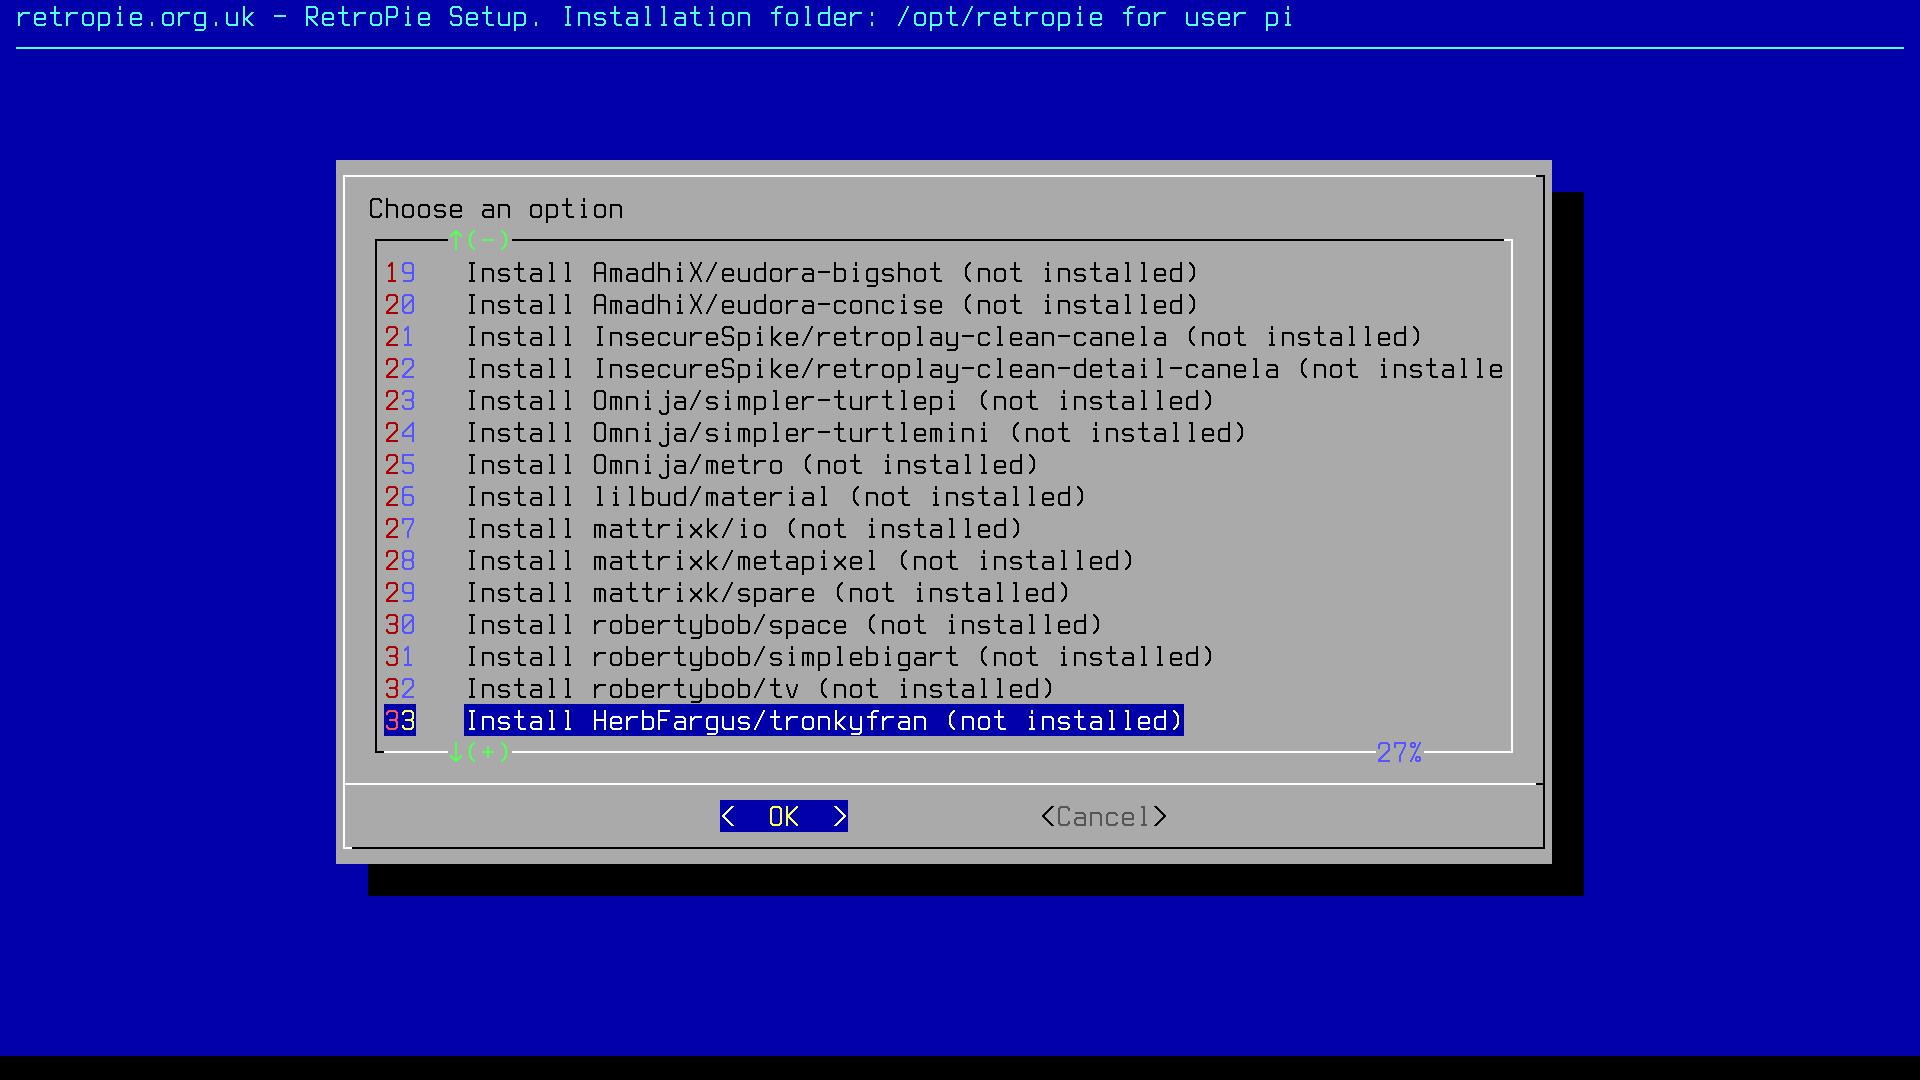 retropie.org.uk - RetroPie Setup. Installation folder: /opt/retropie for user pi
Choose an option
↑(-)
19 Install AmadhiX/eudora-bigshot (not installed)
20 Install AmadhiX/eudora-concise (not installed)
21 Install InsecureSpike/retroplay-clean-canela (not installed)
22 Install InsecureSpike/retroplay-clean-detail-canela (not installe
23 Install Omnija/simpler-turtlepi (not installed)
24 Install Omnija/simpler-turtlemini (not installed)
25 Install Omnija/metro (not installed)
26 Install lilbud/material (not installed)
27 Install mattrixk/io (not installed)
28 Install mattrixk/metapixel (not installed)
29 Install mattrixk/spare (not installed)
30 Install robertybob/space (not installed)
31 Install robertybob/simplebigart (not installed)
32 Install robertybob/tv (not installed)
33 Install HerbFargus/tronkyfran (not installed)
↓(+) 27%
< OK > <Cancel>